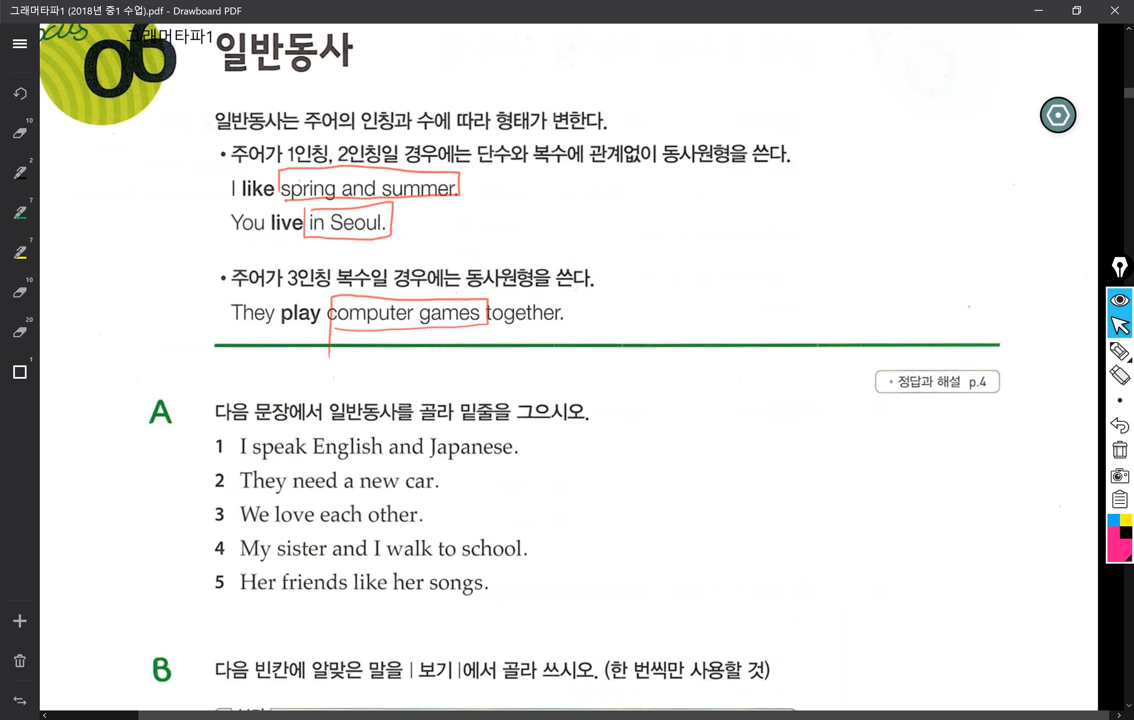 그래머타파1 (2018년 중1 수업).pdf - Drawboard PDF
그래머타파1
06 일반동사
일반동사는 주어의 인칭과 수에 따라 형태가 변한다.
• 주어가 1인칭, 2인칭일 경우에는 단수와 복수에 관계없이 동사원형을 쓴다.
I like spring and summer.
You live in Seoul.
• 주어가 3인칭 복수일 경우에는 동사원형을 쓴다.
They play computer games together.
• 정답과 해설 p.4
A 다음 문장에서 일반동사를 골라 밑줄을 그으시오.
1 I speak English and Japanese.
2 They need a new car.
3 We love each other.
4 My sister and I walk to school.
5 Her friends like her songs.
B 다음 빈칸에 알맞은 말을 | 보기 |에서 골라 쓰시오. (한 번씩만 사용할 것)
10
2
7
7
10
20
1